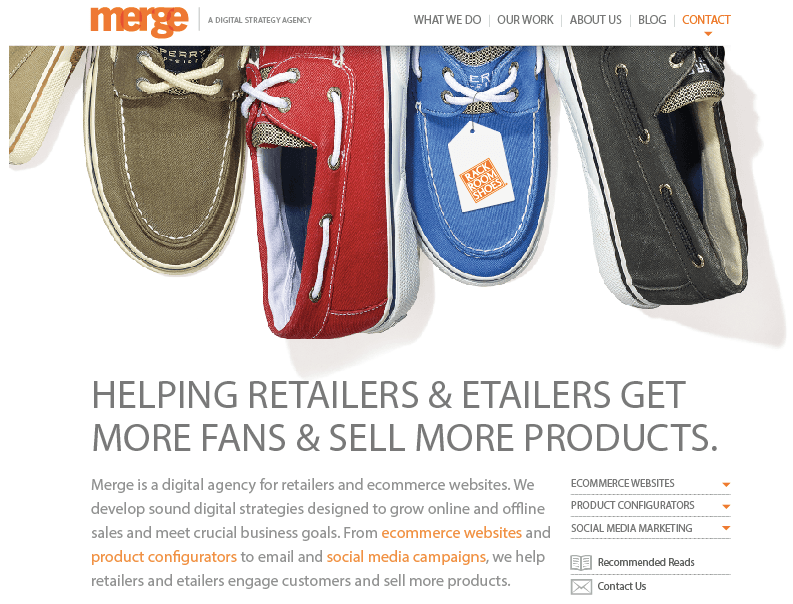 merge
A DIGITAL STRATEGY AGENCY
WHAT WE DO
OUR WORK
ABOUT US
BLOG
CONTACT
RACK
ROOM
SHOES
HELPING RETAILERS & ETAILERS GET
MORE FANS & SELL MORE PRODUCTS.
Merge is a digital agency for retailers and ecommerce websites. We
develop sound digital strategies designed to grow online and offline
sales and meet crucial business goals. From ecommerce websites and
product configurators to email and social media campaigns, we help
retailers and etailers engage customers and sell more products.
ECOMMERCE WEBSITES
PRODUCT CONFIGURATORS
SOCIAL MEDIA MARKETING
Recommended Reads
Contact Us